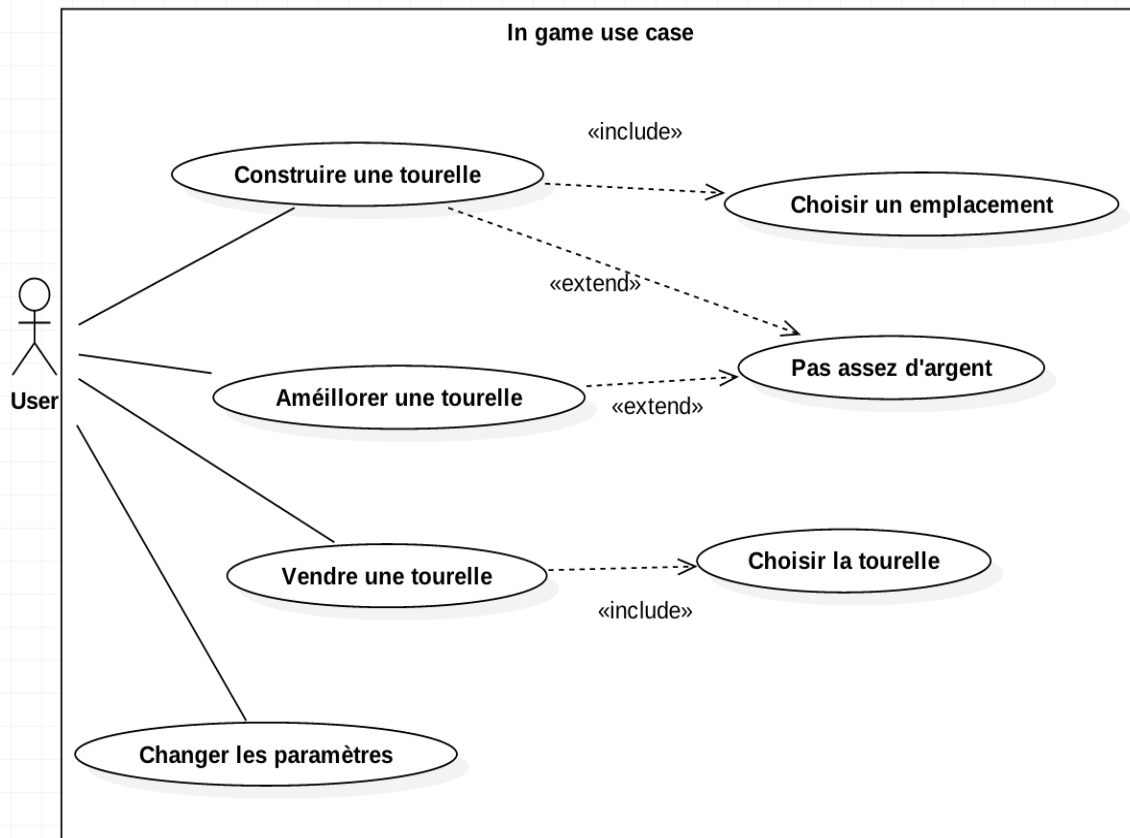 In game use case
«include»
Construire une tourelle
Choisir un emplacement
«extend»
Pas assez d'argent
User
Améillorer une tourelle
«extend»
Choisir la tourelle
Vendre une tourelle
«include»
Changer les paramètres